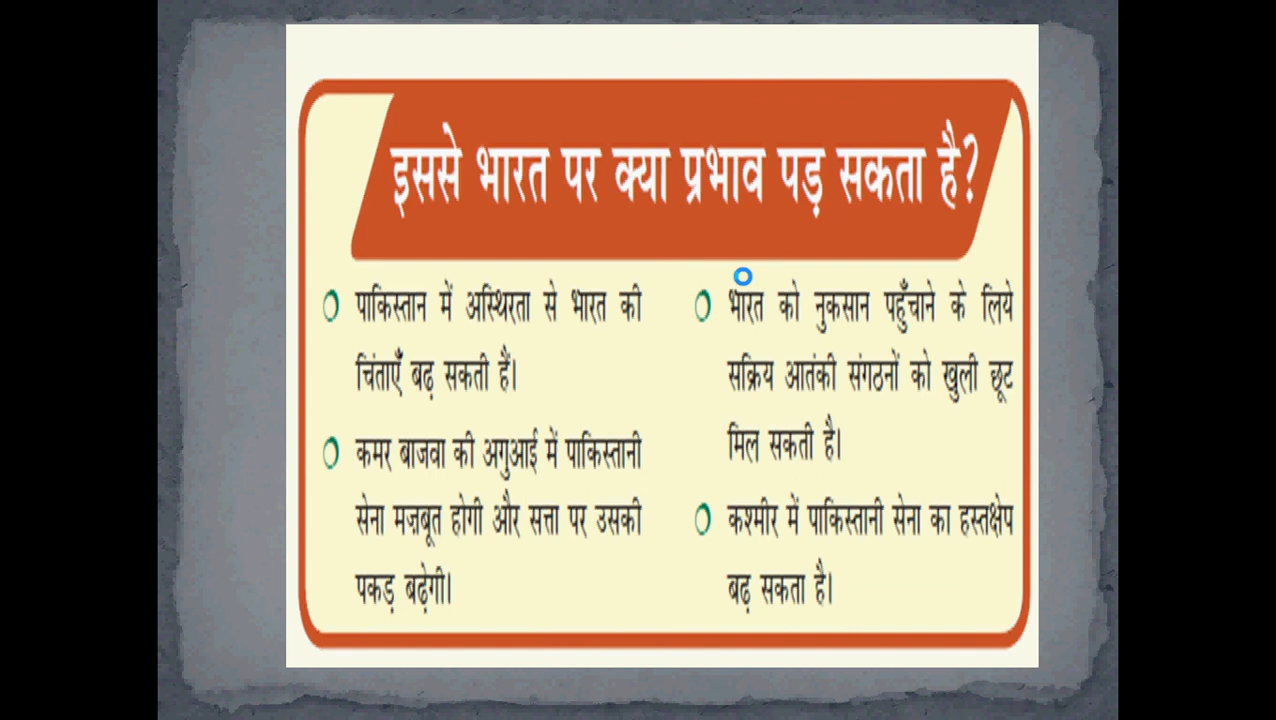 इससे भारत पर क्या प्रभाव पड़ सकता है?
पाकिस्तान में अस्थिरता से भारत की
चिंताएँ बढ़ सकती हैं।
कमर बाजवा की अगुआई में पाकिस्तानी
सेना मज़बूत होगी और सत्ता पर उसकी
पकड़ बढ़ेगी।
भारत को नुकसान पहुँचाने के लिये
सक्रिय आतंकी संगठनों को खुली छूट
मिल सकती है।
कश्मीर में पाकिस्तानी सेना का हस्तक्षेप
बढ़ सकता है।